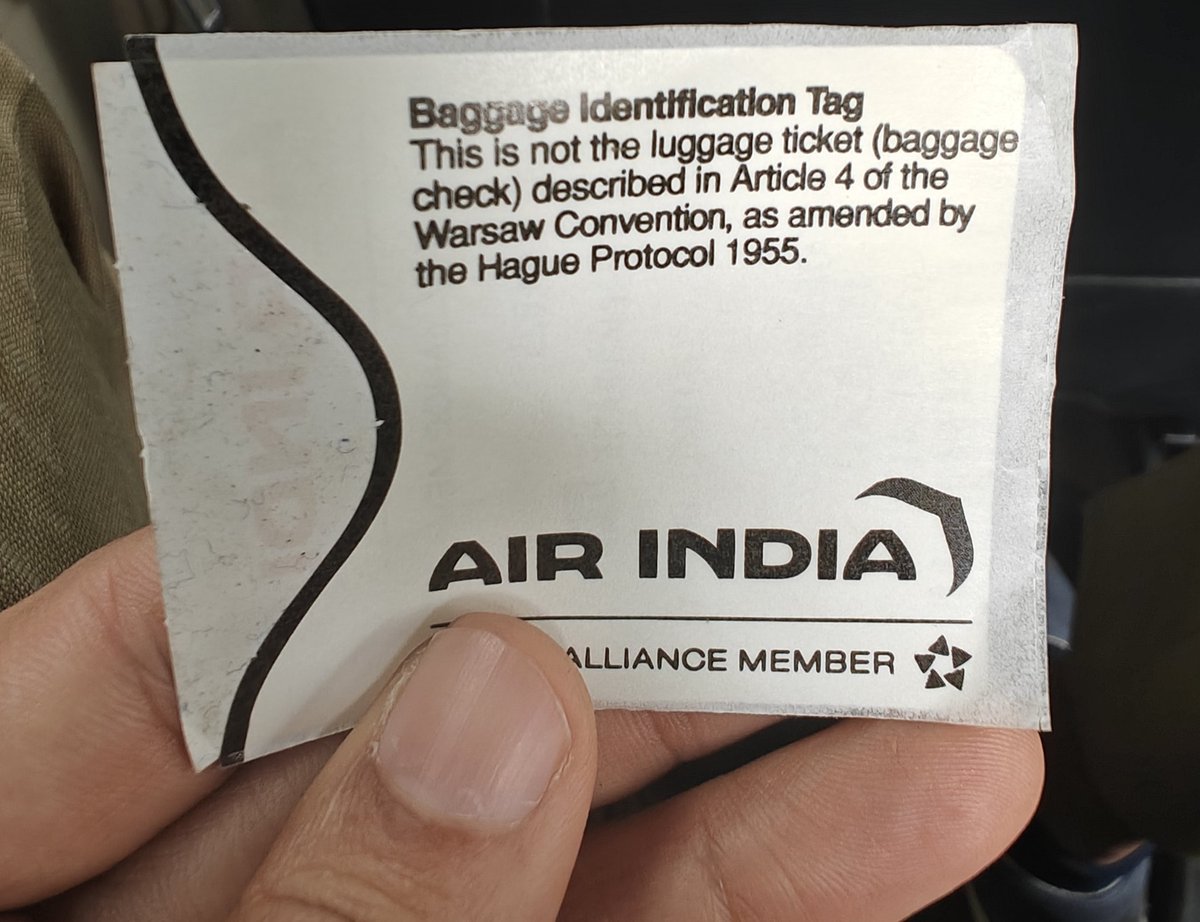 Baggage Identification Tag
This is not the luggage ticket (baggage
check) described in Article 4 of the
Warsaw Convention, as amended by
the Hague Protocol 1955.
AIR INDIA
ALLIANCE MEMBER